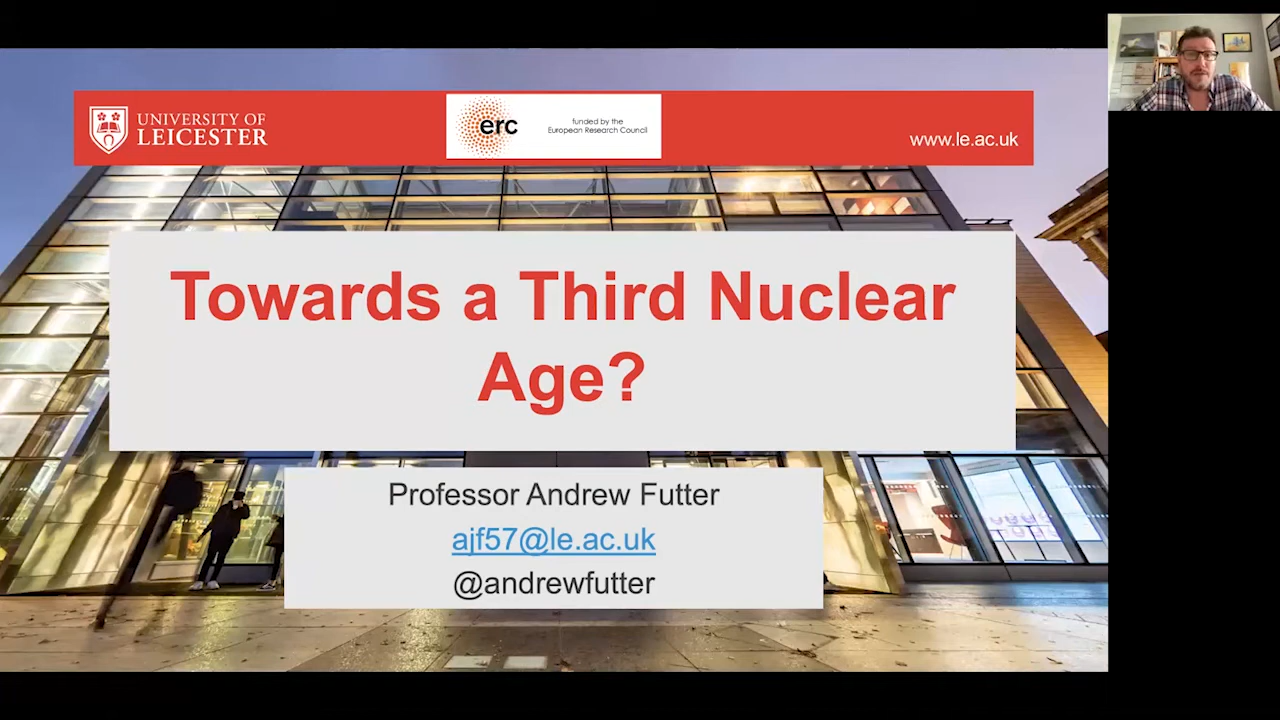 UNIVERSITY OF
LEICESTER
erc
funded by the
European Research Council
www.le.ac.uk
Towards a Third Nuclear
Age?
Professor Andrew Futter
ajf57@le.ac.uk
@andrewfutter